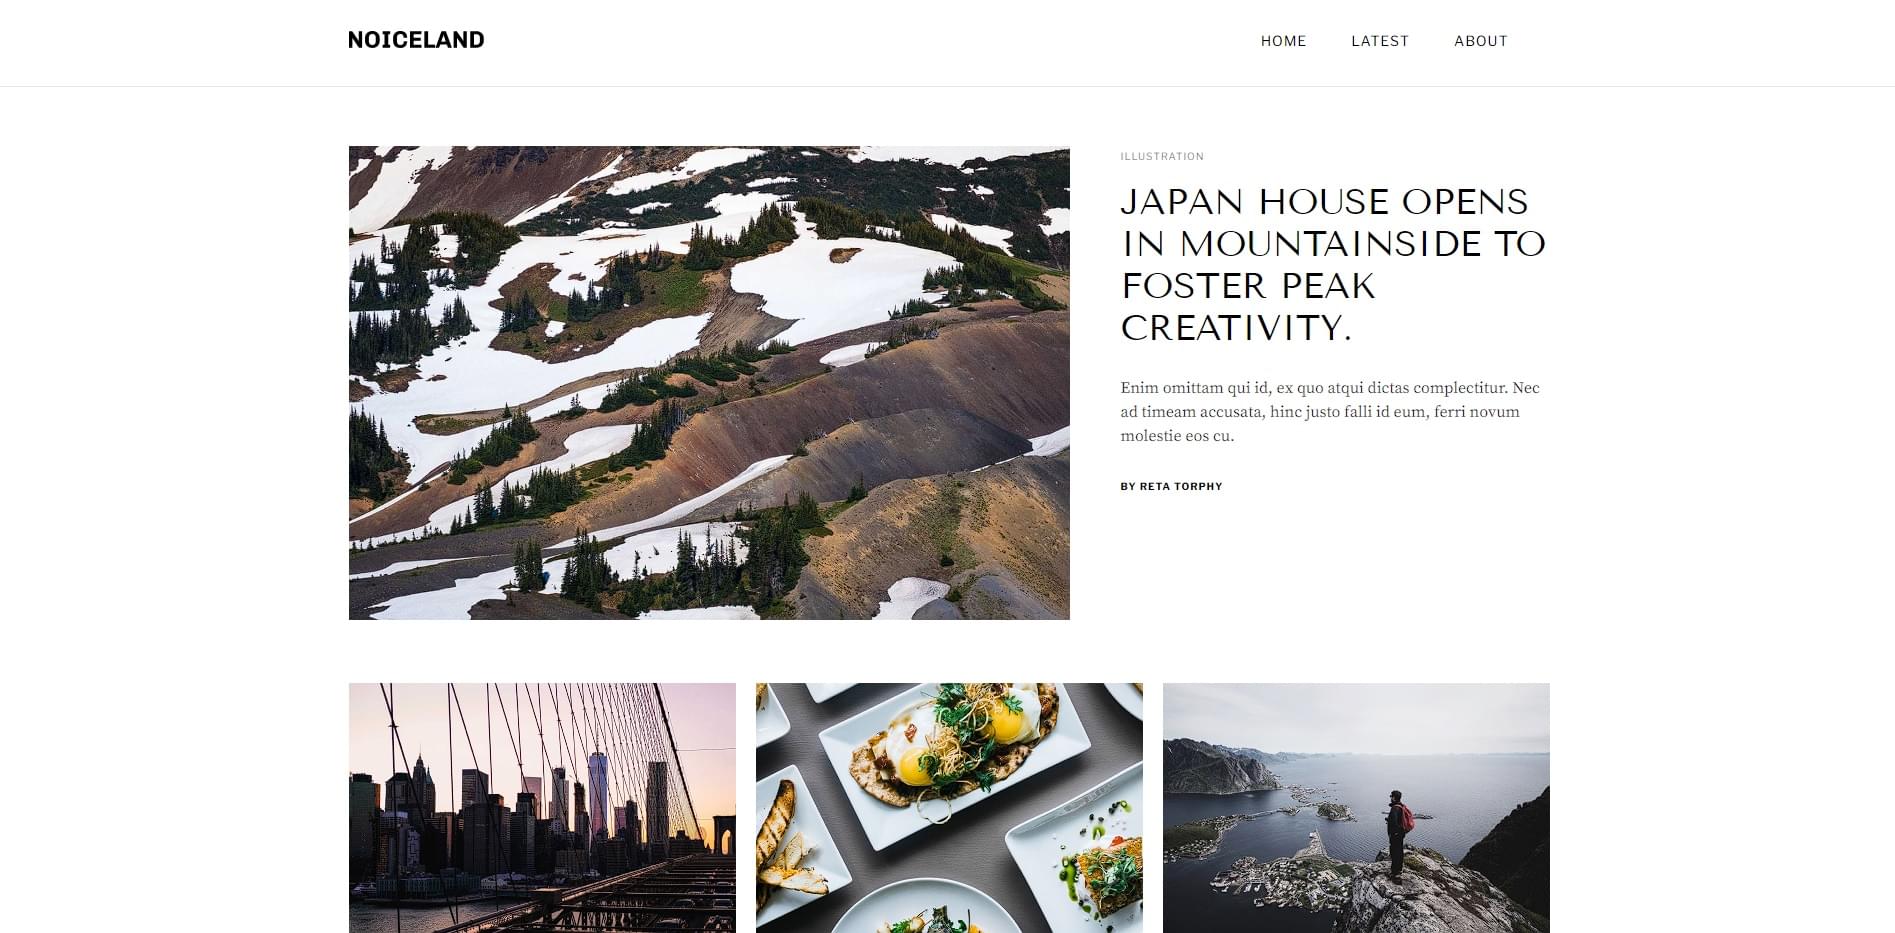 NOICELAND
HOME LATEST ABOUT
ILLUSTRATION
JAPAN HOUSE OPENS
IN MOUNTAINSIDE TO
FOSTER PEAK
CREATIVITY.
Enim omittam qui id, ex quo atqui dictas complectitur. Nec
ad timeam accusata, hinc justo falli id eum, ferri novum
molestie eos cu.
BY RETA TORPHY